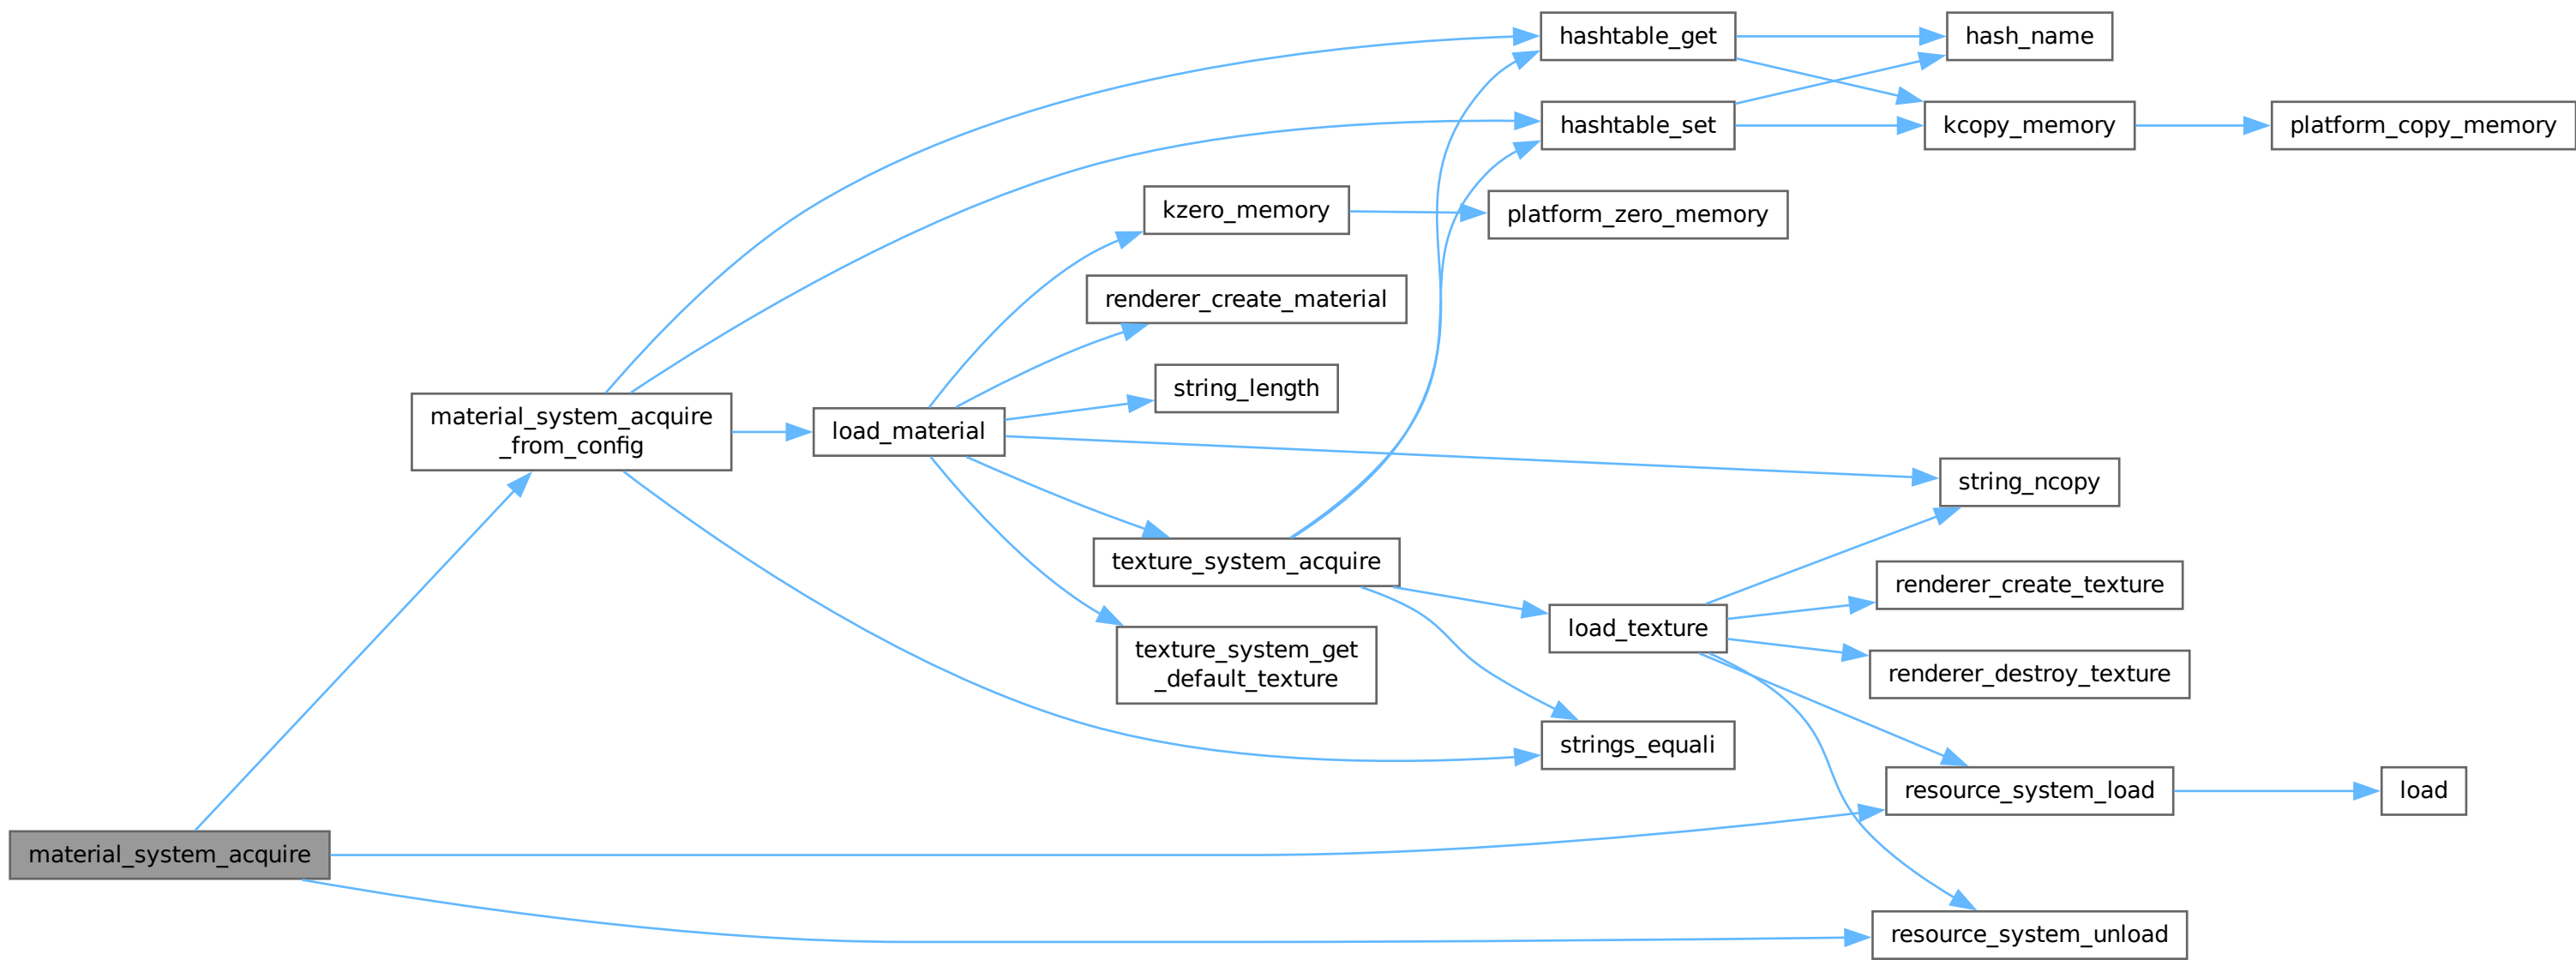 hashtable_get
hash_name
hashtable_set
kcopy_memory
platform_copy_memory
kzero_memory
platform_zero_memory
renderer_create_material
string_length
material_system_acquire
_from_config
load_material
string_ncopy
texture_system_acquire
renderer_create_texture
load_texture
texture_system_get
_default_texture
renderer_destroy_texture
strings_equali
resource_system_load
load
material_system_acquire
resource_system_unload